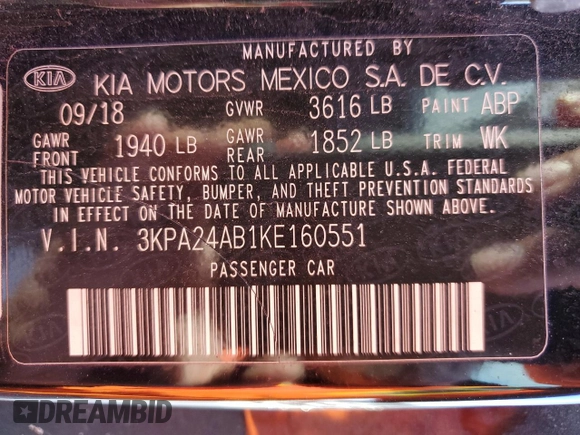 MANUFACTURED BY
KIA KIA MOTORS MEXICO S.A. DE C.V.
09/18 GVWR 3616 LB PAINT ABP
GAWR FRONT 1940 LB GAWR REAR 1852 LB TRIM WK
THIS VEHICLE CONFORMS TO ALL APPLICABLE U.S.A. FEDERAL
MOTOR VEHICLE SAFETY, BUMPER, AND THEFT PREVENTION STANDARDS
IN EFFECT ON THE DATE OF MANUFACTURE SHOWN ABOVE.
V.I.N. 3KPA24AB1KE160551
PASSENGER CAR
KIA KIA
DREAMBID